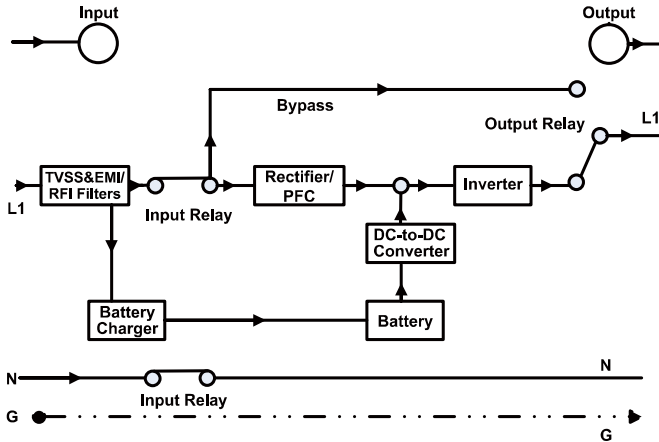 Input
Output
Bypass
Output Relay
L1
TVSS&EMI/
RFI Filters
Rectifier/
PFC
Inverter
L1
Input Relay
DC-to-DC
Converter
Battery
Charger
Battery
N
N
Input Relay
G
G